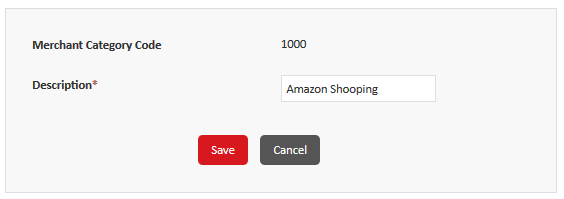 Merchant Category Code 1000
Description* Amazon Shooping
Save Cancel